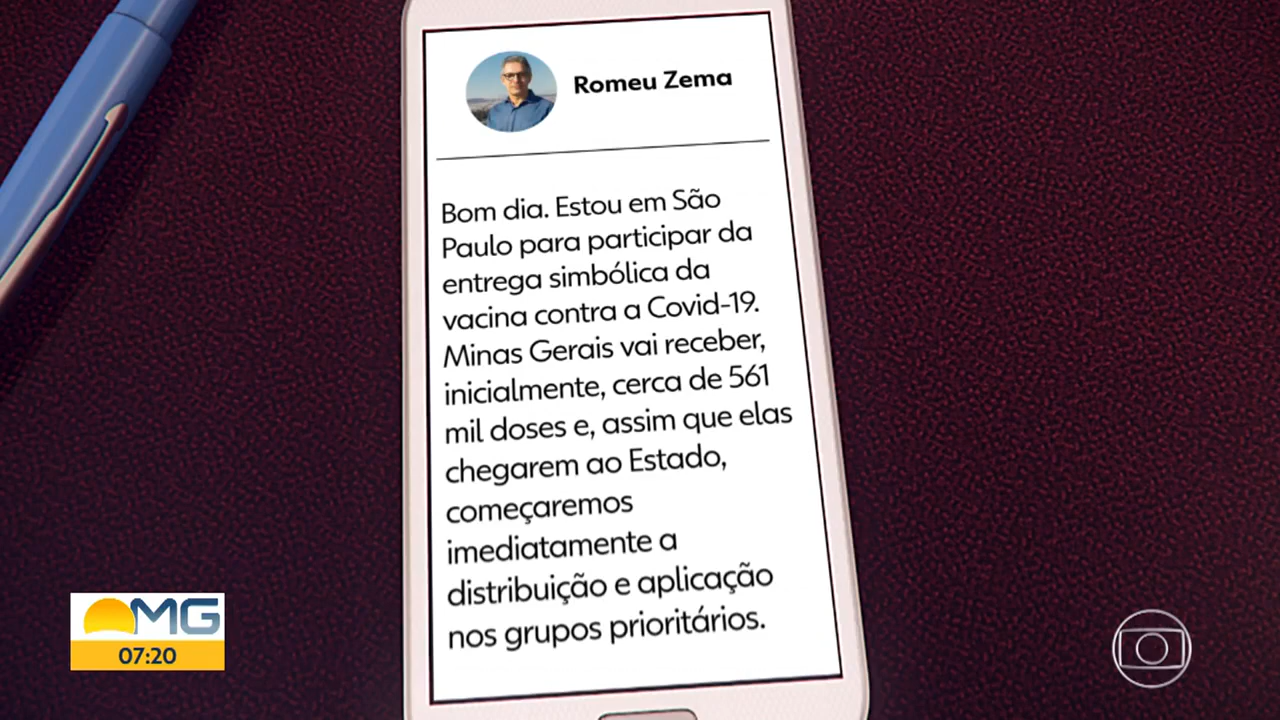 Romeu Zema
Bom dia. Estou em São
Paulo para participar da
entrega simbólica da
vacina contra a Covid-19.
Minas Gerais vai receber,
inicialmente, cerca de 561
mil doses e, assim que elas
chegarem ao Estado,
começaremos
imediatamente a
distribuição e aplicação
nos grupos prioritários.
MG
07:20